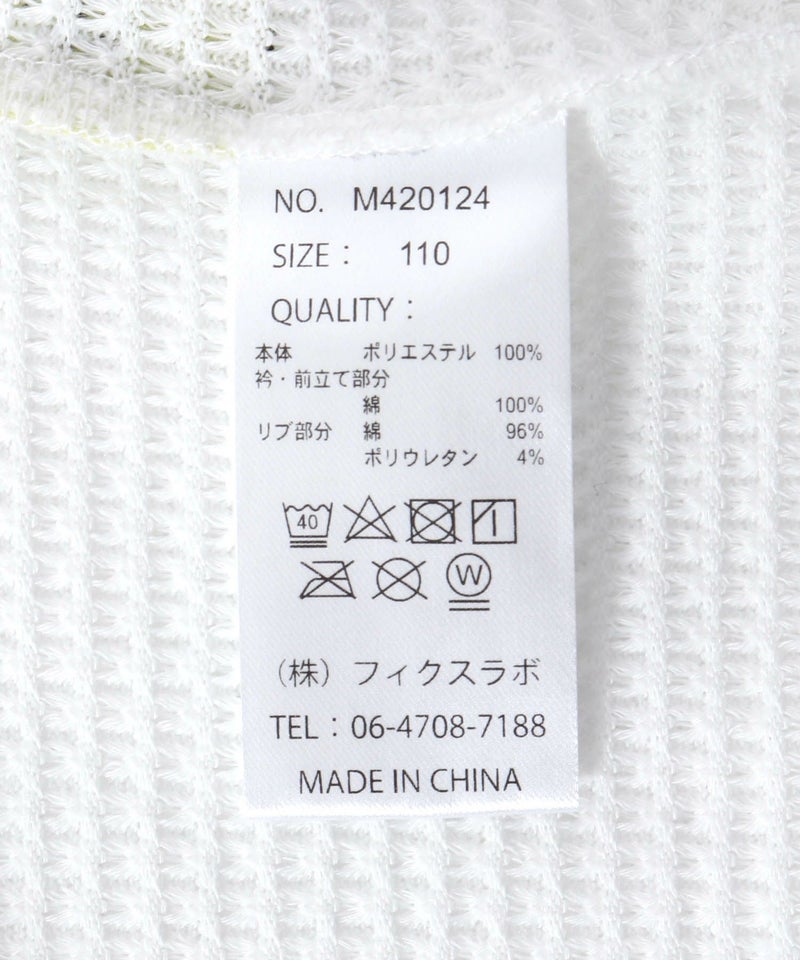 NO. M420124
SIZE： 110
QUALITY：
本体 ポリエステル 100%
衿・前立て部分
綿 100%
リブ部分 綿 96%
ポリウレタン 4%
40
W
（株）フィクスラボ
TEL：06-4708-7188
MADE IN CHINA